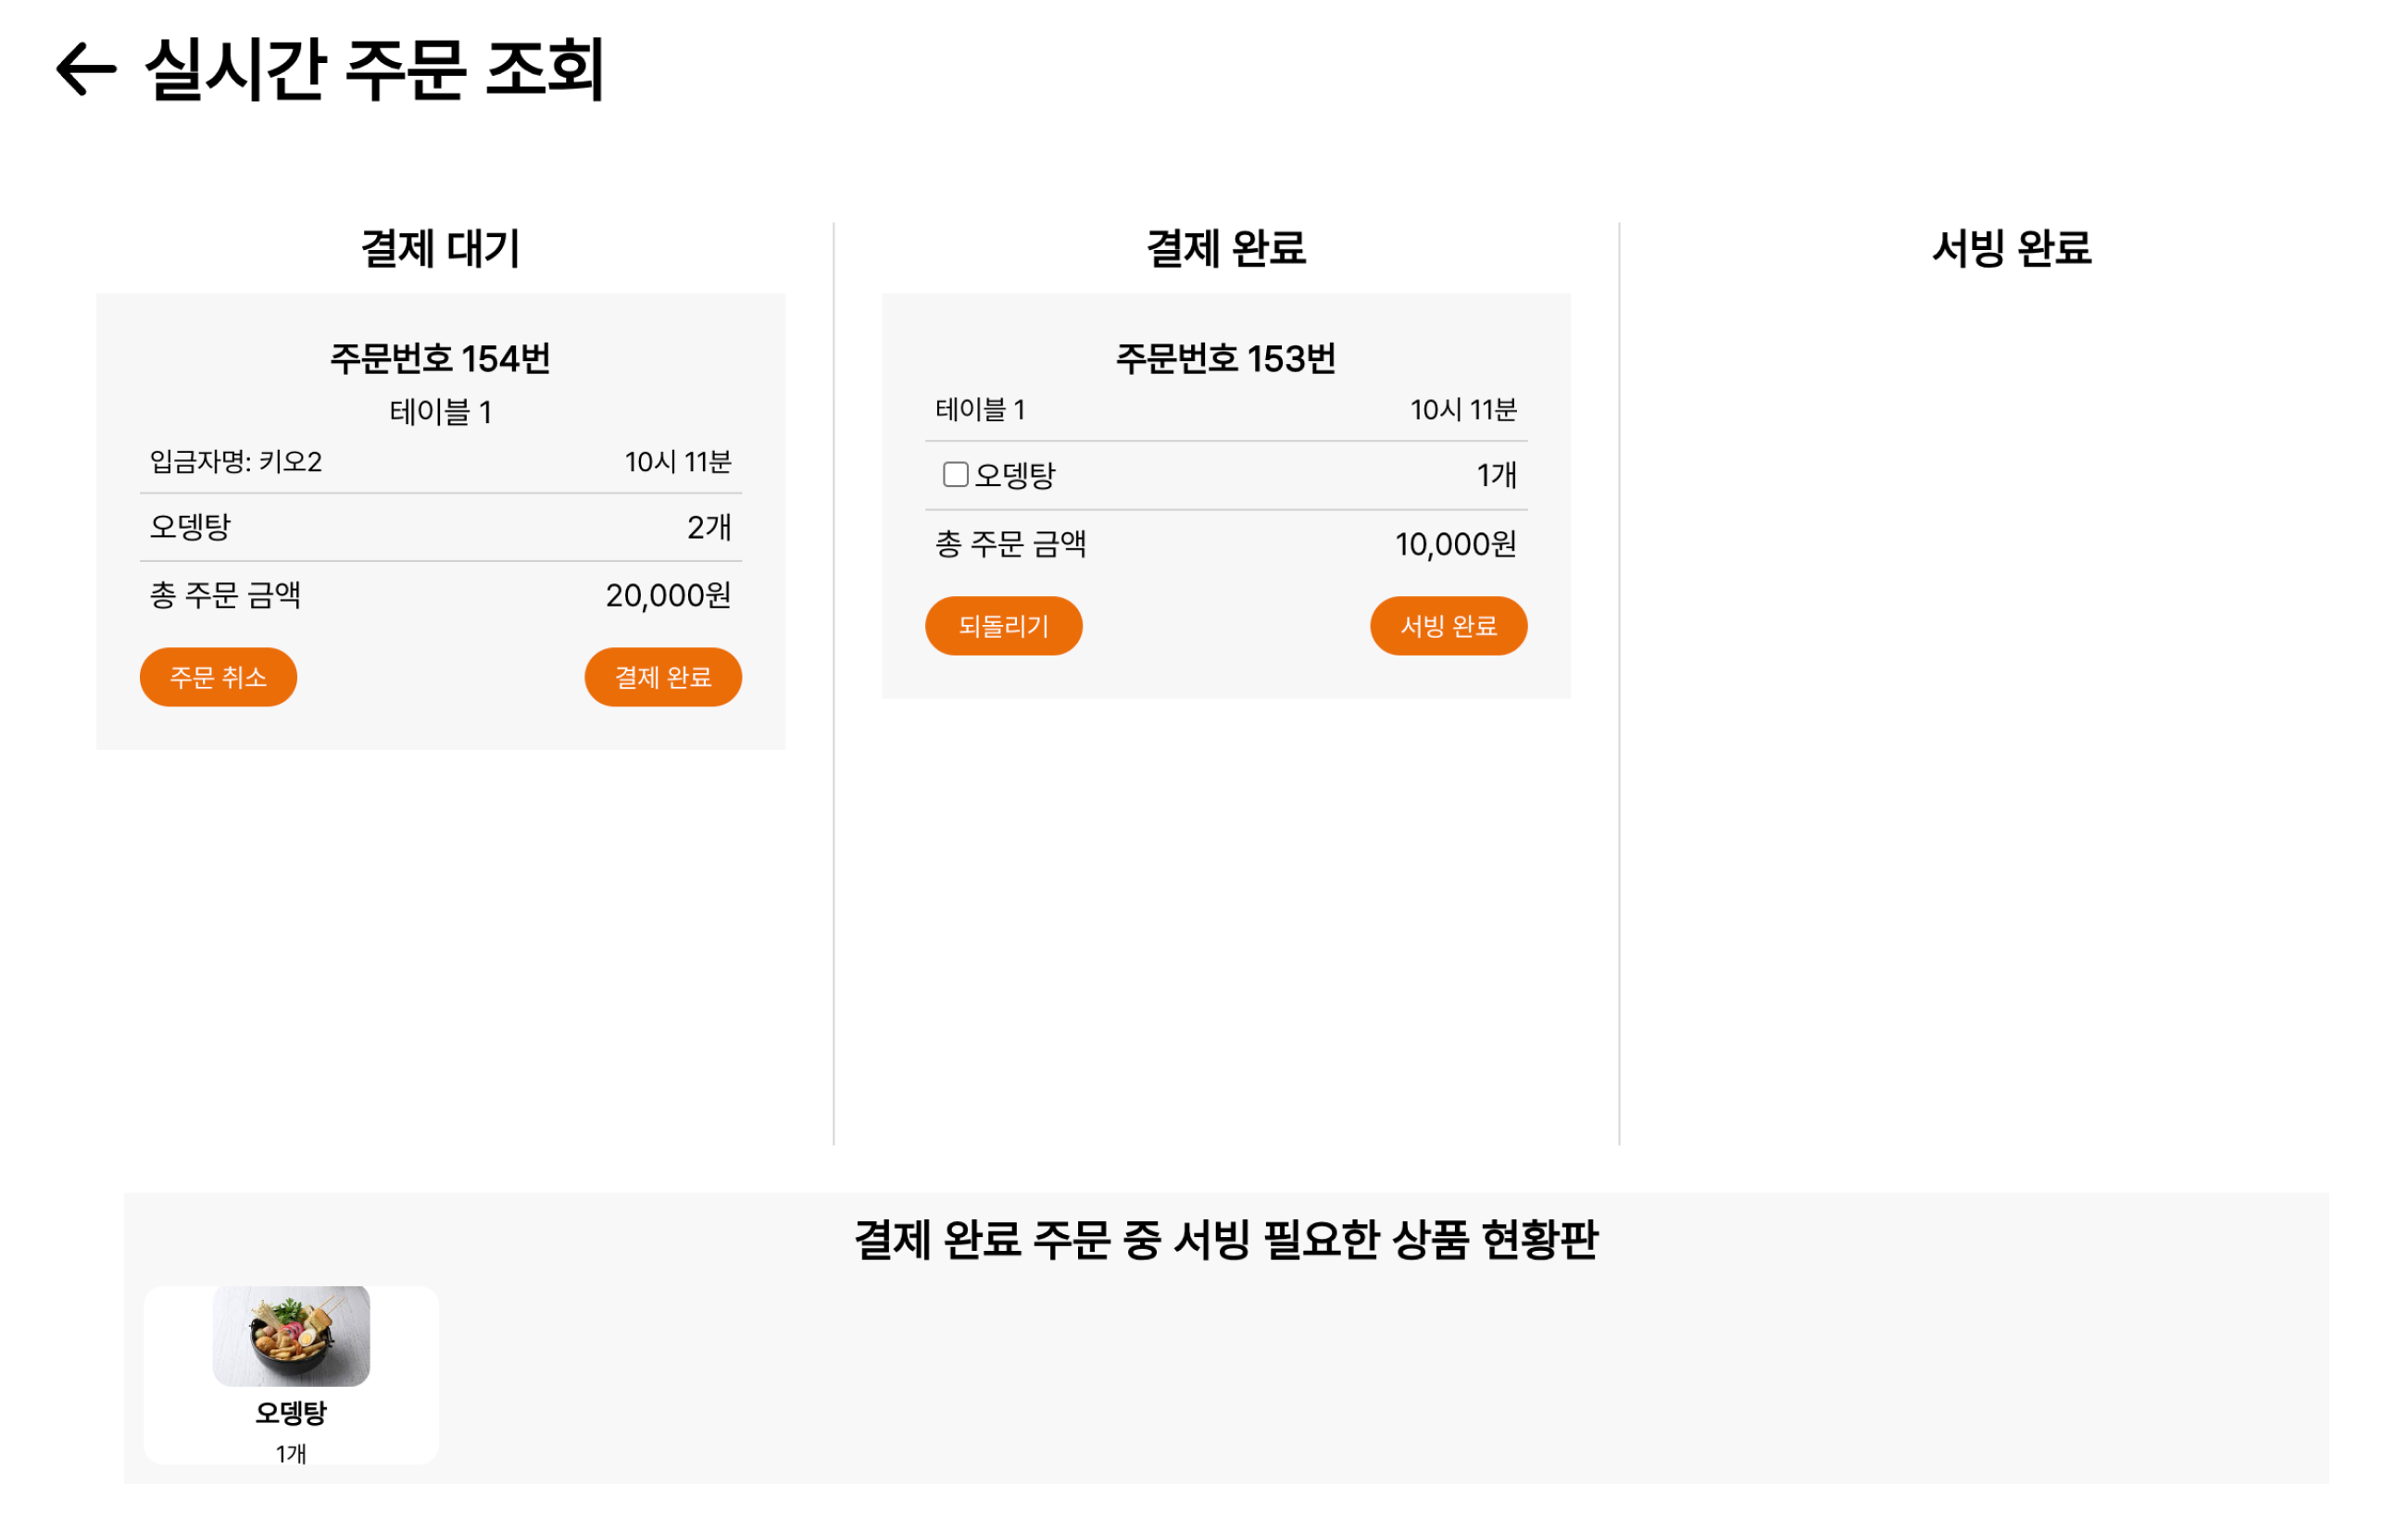 실시간 주문 조회
결제 대기
주문번호 154번
테이블 1
입금자명: 키오2 10시 11분
오뎅탕 2개
총 주문 금액 20,000원
주문 취소 결제 완료
결제 완료
주문번호 153번
테이블 1 10시 11분
오뎅탕 1개
총 주문 금액 10,000원
되돌리기 서빙 완료
서빙 완료
결제 완료 주문 중 서빙 필요한 상품 현황판
오뎅탕
1개